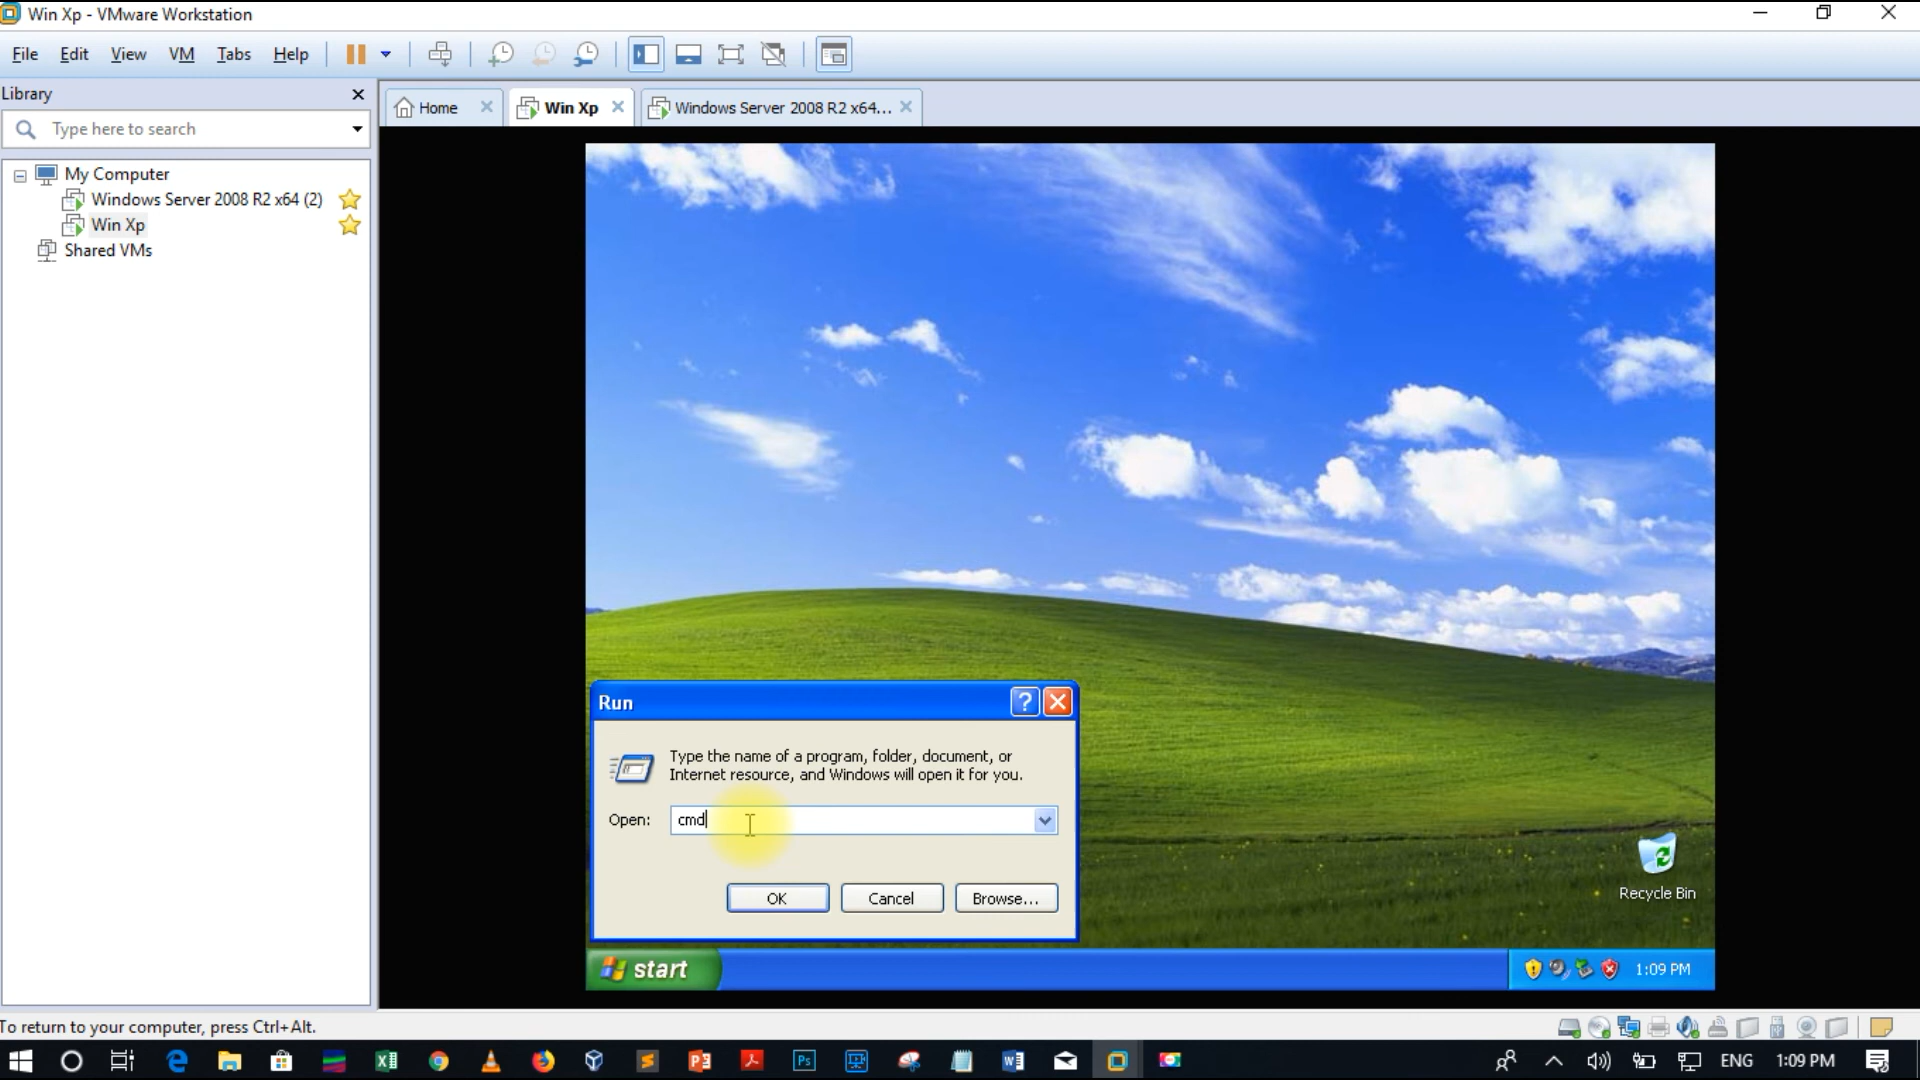 Win Xp - VMware Workstation
File Edit View VM Tabs Help
Library
Type here to search
My Computer
Windows Server 2008 R2 x64 (2)
Win Xp
Shared VMs
Home
Win Xp
Windows Server 2008 R2 x64...
Run
Type the name of a program, folder, document, or
Internet resource, and Windows will open it for you.
Open: cmd
OK Cancel Browse...
Recycle Bin
start
1:09 PM
To return to your computer, press Ctrl+Alt.
ENG 1:09 PM